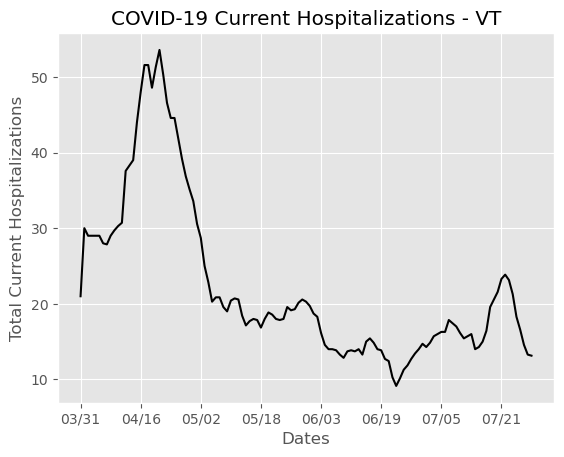 COVID-19 Current Hospitalizations - VT
Total Current Hospitalizations
50
40
30
20
10
03/31 04/16 05/02 05/18 06/03 06/19 07/05 07/21
Dates